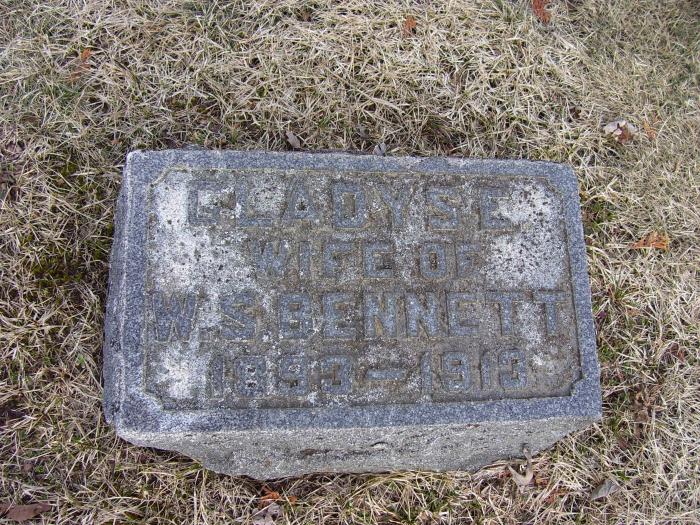 GLADYS E.
WIFE OF
W. S. BENNETT
1893 — 1913